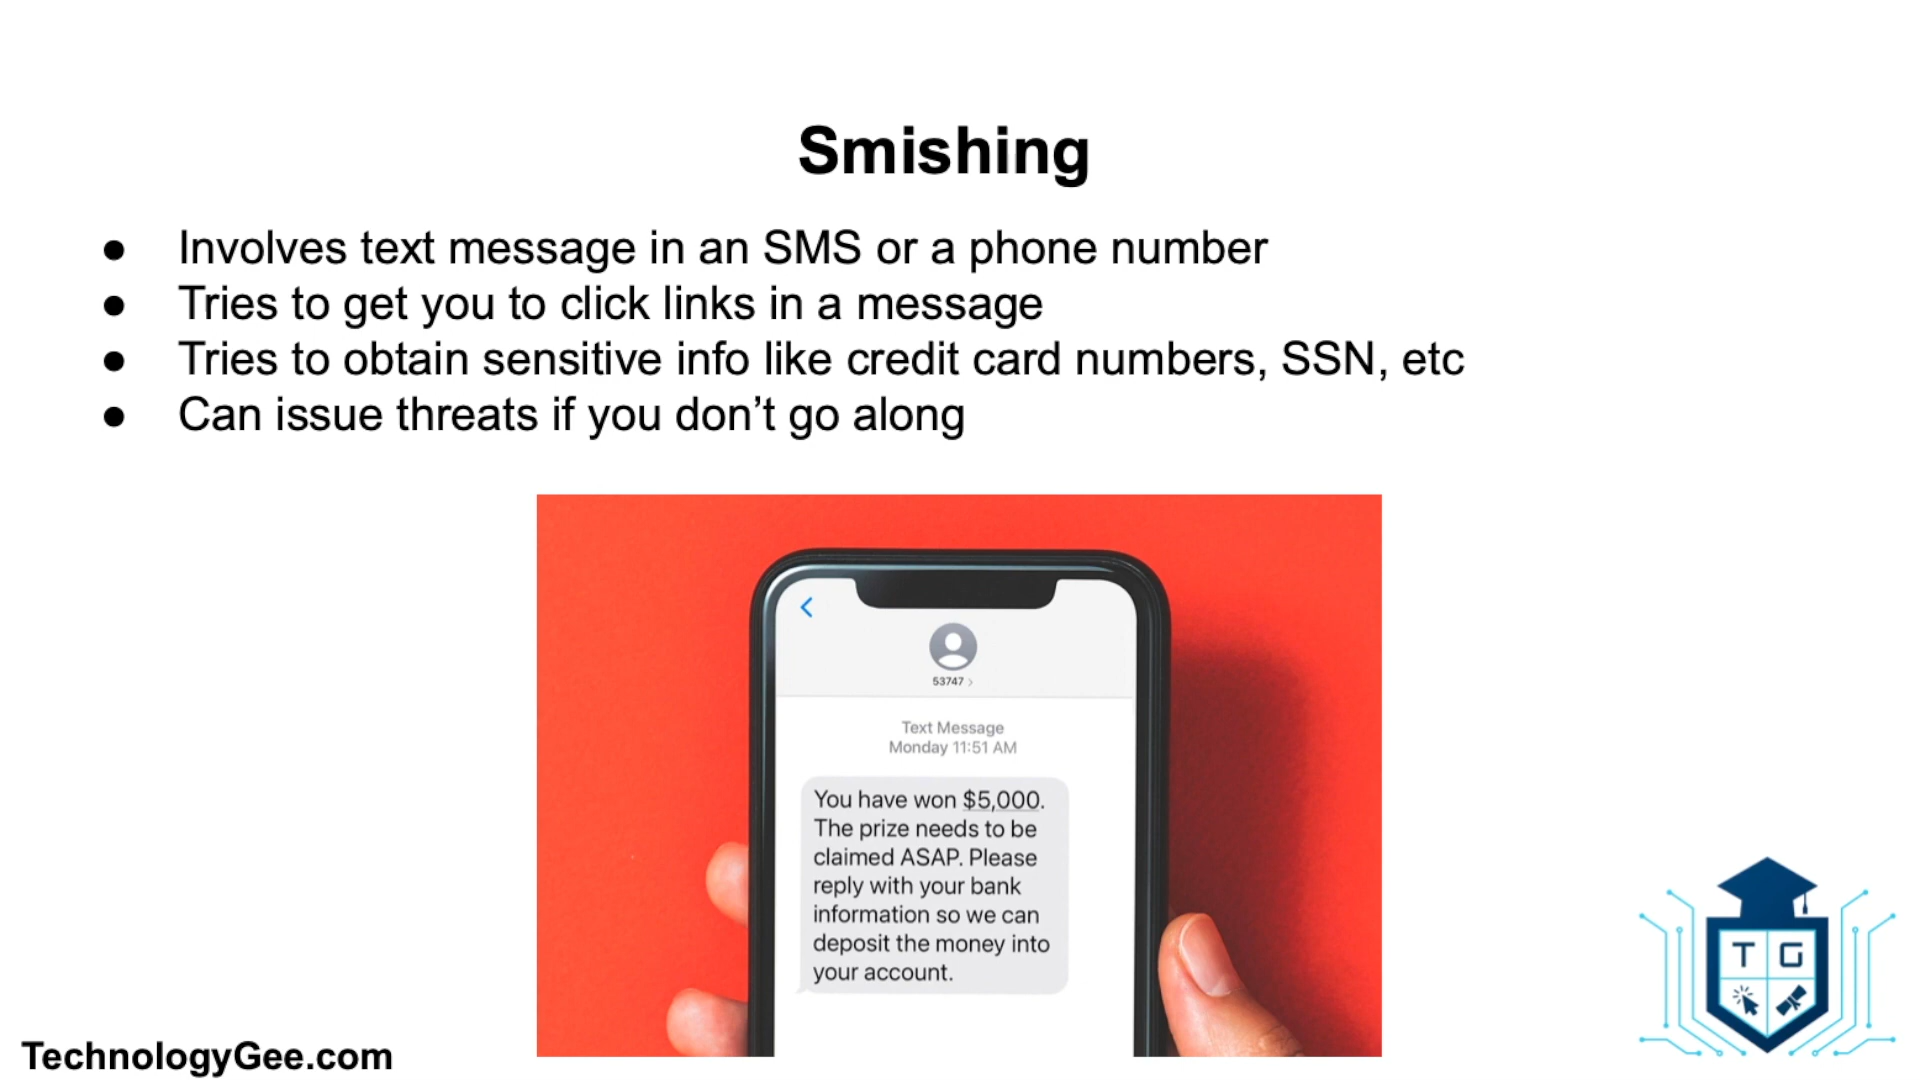 Smishing
● Involves text message in an SMS or a phone number
● Tries to get you to click links in a message
● Tries to obtain sensitive info like credit card numbers, SSN, etc
● Can issue threats if you don’t go along
53747 >
Text Message
Monday 11:51 AM
You have won $5,000.
The prize needs to be
claimed ASAP. Please
reply with your bank
information so we can
deposit the money into
your account.
T G
TechnologyGee.com